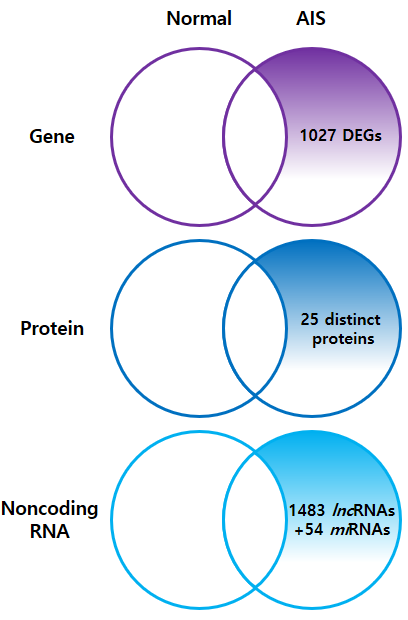 Normal AIS
Gene
1027 DEGs
Protein
25 distinct
proteins
Noncoding
RNA
1483 lncRNAs
+54 miRNAs